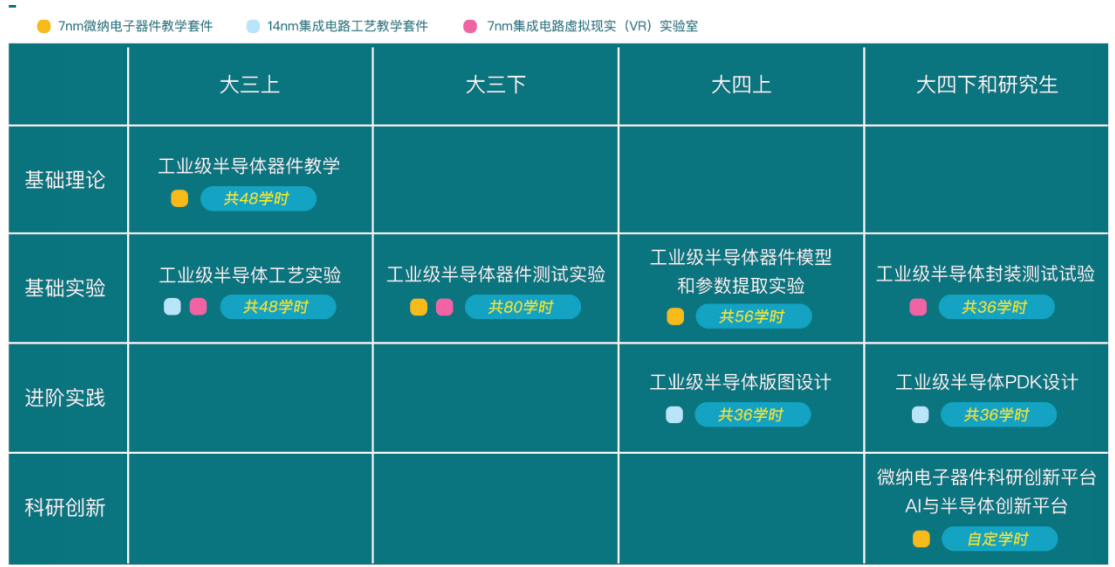 7nm微纳电子器件教学套件 14nm集成电路工艺教学套件 7nm集成电路虚拟现实（VR）实验室
大三上 大三下 大四上 大四下和研究生
基础理论
工业级半导体器件教学
共48学时
基础实验
工业级半导体工艺实验
共48学时
工业级半导体器件测试实验
共80学时
工业级半导体器件模型
和参数提取实验
共56学时
工业级半导体封装测试试验
共36学时
进阶实践
工业级半导体版图设计
共36学时
工业级半导体PDK设计
共36学时
科研创新
微纳电子器件科研创新平台
AI与半导体创新平台
自定学时